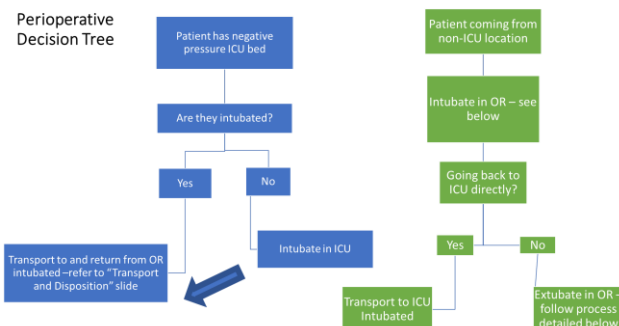 Perioperative
Decision Tree
Patient has negative
pressure ICU bed
Are they intubated?
Yes
No
Transport to and return from OR
intubated –refer to "Transport
and Disposition" slide
Intubate in ICU
Patient coming from
non-ICU location
Intubate in OR – see
below
Going back to
ICU directly?
Yes
No
Transport to ICU
Intubated
Extubate in OR -
follow process
detailed below